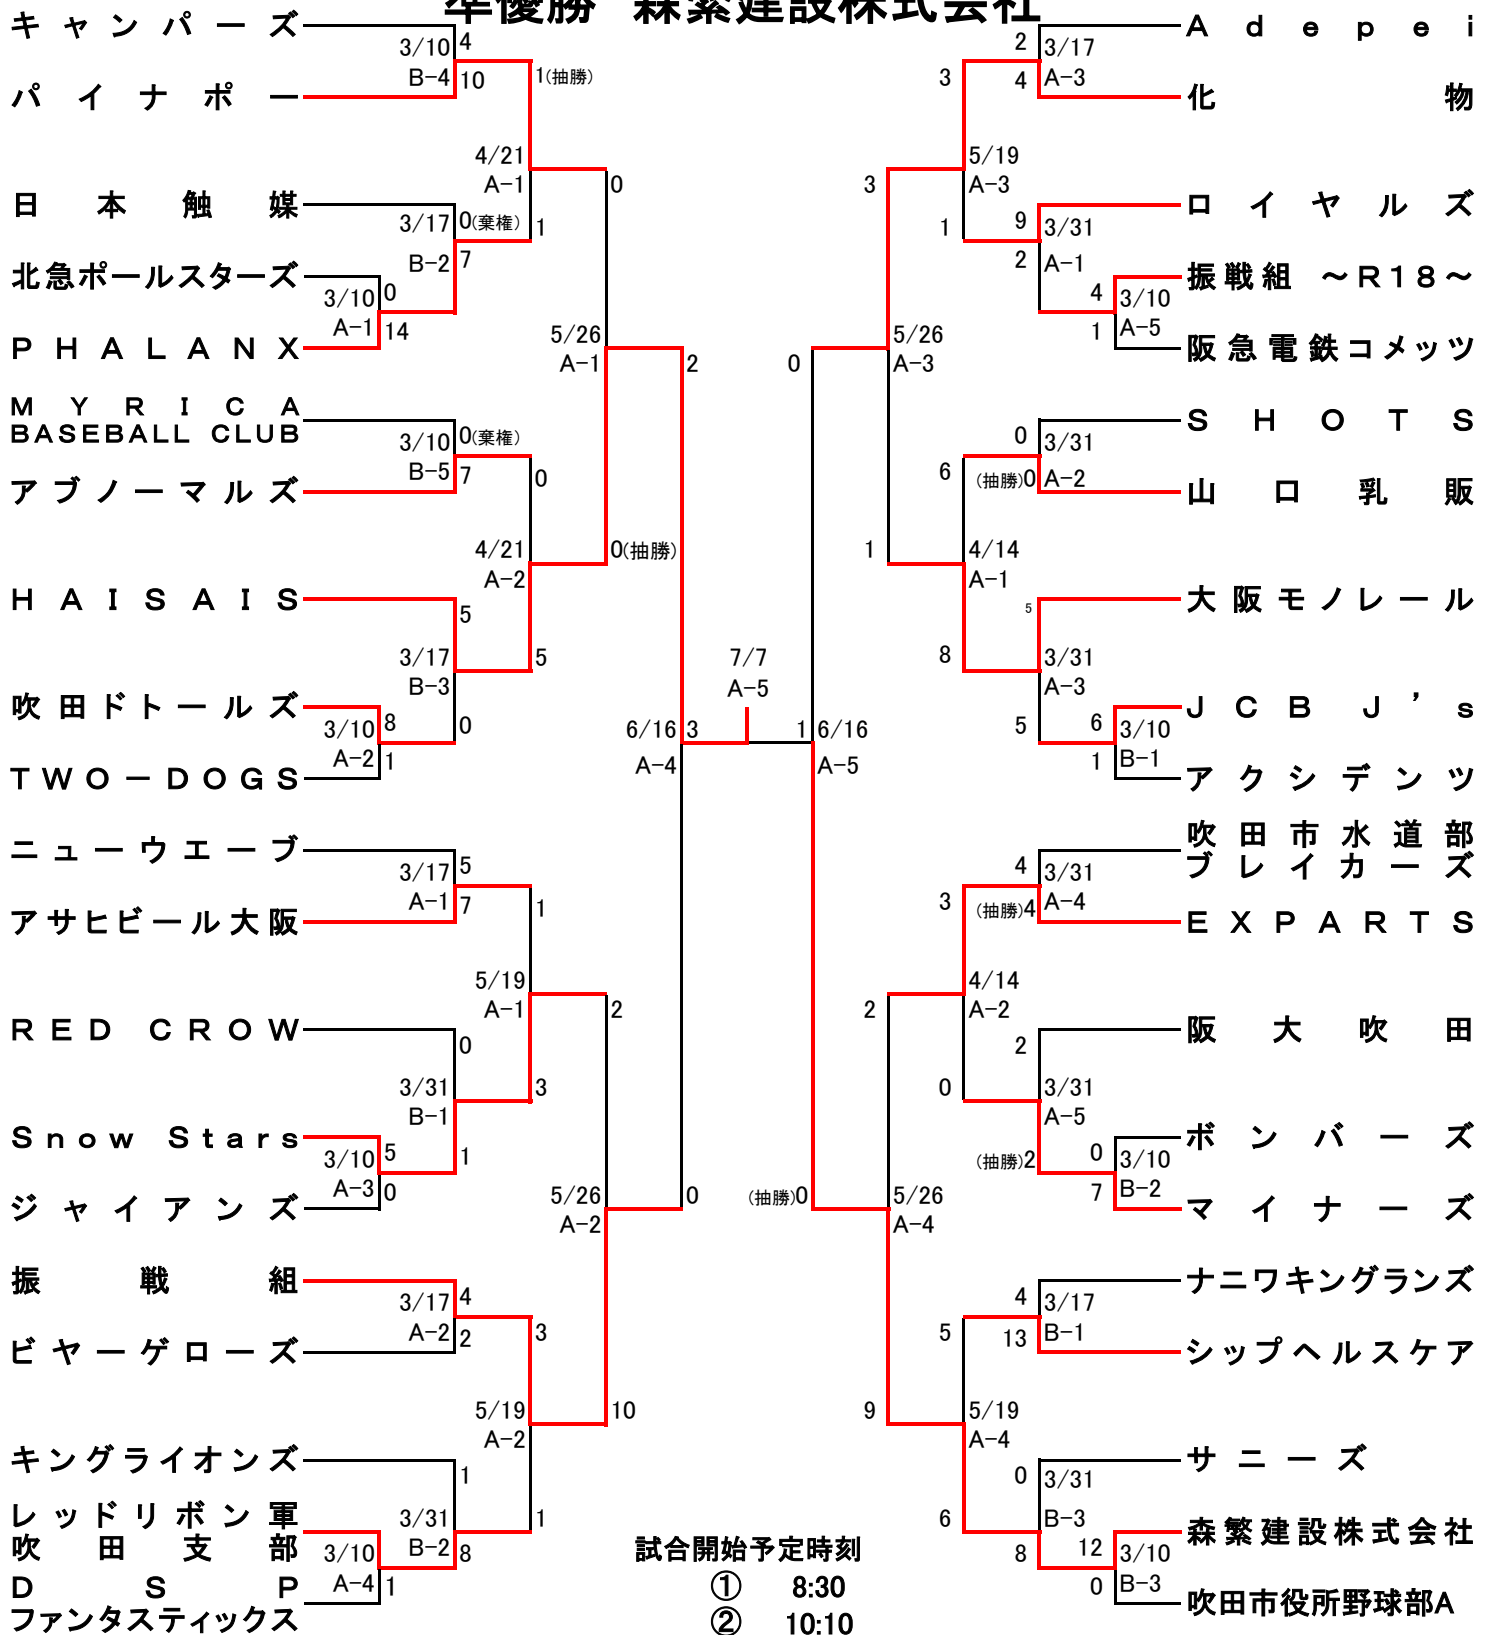 準優勝 森繁建設株式会社
キャンパーズ
3/10 4
B-4 10
パイナポー
1(抽勝)
4/21
A-1
0
日本触媒
3/17 0(棄権)
B-2 7
1
北急ポールスターズ
3/10 0
A-1 14
PHALANX
5/26
A-1
2
MYRICA
BASEBALL CLUB
3/10 0(棄権)
B-5 7
アブノーマルズ
0
4/21
A-2
0(抽勝)
HAISAIS
5
3/17
B-3
5
吹田ドトールズ
3/10 8
A-2 1
0
TWO-DOGS
6/16 3
A-4
7/7
A-5
ニューウエーブ
3/17 5
A-1 7
アサヒビール大阪
1
5/19
A-1
2
RED CROW
0
3/31
B-1
3
Snow Stars
3/10 5
A-3 0
1
ジャイアンズ
5/26
A-2
0
振戦組
3/17 4
A-2 2
ビヤーゲローズ
3
5/19
A-2
10
キングライオンズ
1
レッドリボン軍
吹田支部
3/31
B-2 8
1
3/10
A-4 1
DSP
ファンタスティックス
Adepei
2 3/17
4 A-3
化物
3
5/19
A-3
3
ロイヤルズ
9 3/31
2 A-1
1
振戦組 ～R18～
4 3/10
1 A-5
阪急電鉄コメッツ
5/26
A-3
0
SHOTS
0 3/31
(抽勝)0 A-2
山口乳販
6
4/14
A-1
1
大阪モノレール
5
3/31
A-3
8
JCB J's
6 3/10
1 B-1
5
アクシデンツ
1 6/16
A-5
吹田市水道部
ブレイカーズ
4 3/31
(抽勝)4 A-4
EXPARTS
3
4/14
A-2
2
阪大吹田
2
3/31
A-5
0
ボンバーズ
0 3/10
7 B-2
(抽勝)2
マイナーズ
5/26
A-4
(抽勝)0
ナニワキングランズ
4 3/17
13 B-1
シップヘルスケア
5
5/19
A-4
9
サニーズ
0 3/31
B-3
6
8
森繁建設株式会社
12 3/10
0 B-3
吹田市役所野球部A
試合開始予定時刻
① 8:30
② 10:10